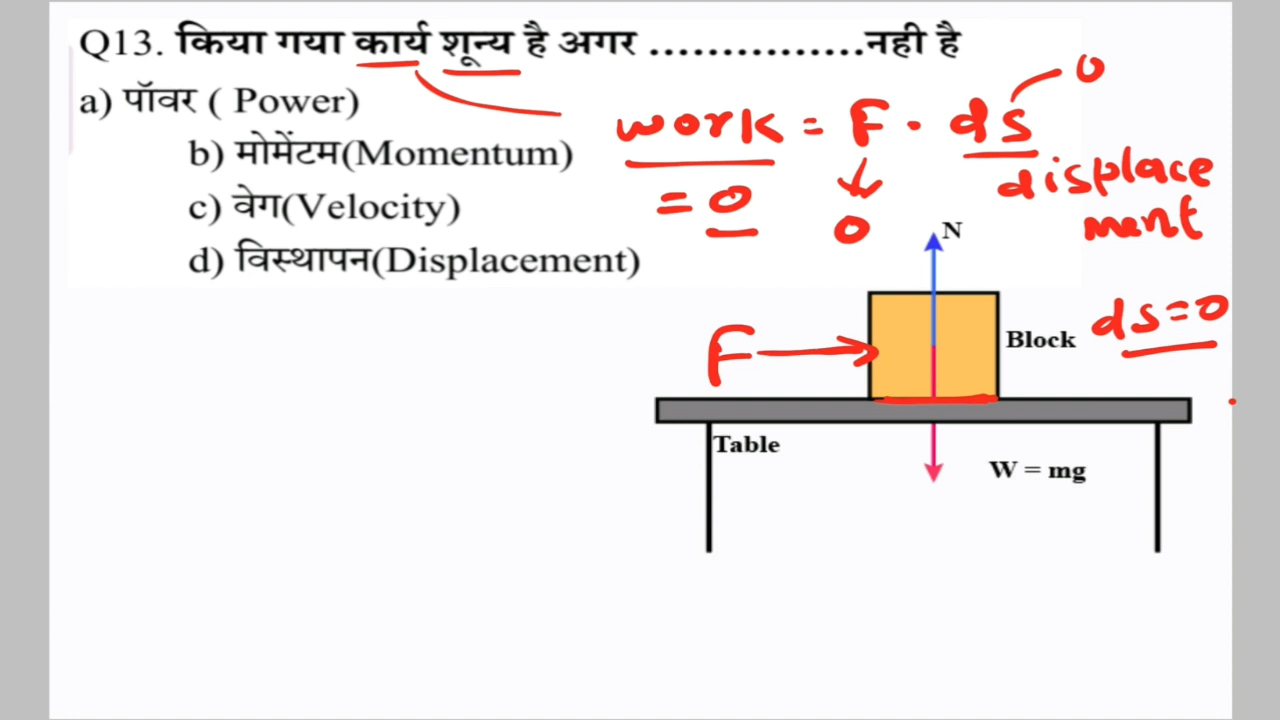 Q13. किया गया कार्य शून्य है अगर ...............नही है
a) पॉवर ( Power)
b) मोमेंटम(Momentum)
c) वेग(Velocity)
d) विस्थापन(Displacement)
work = F . ds
0
= 0
0
displace
ment
N
F
Block
ds=0
Table
W = mg